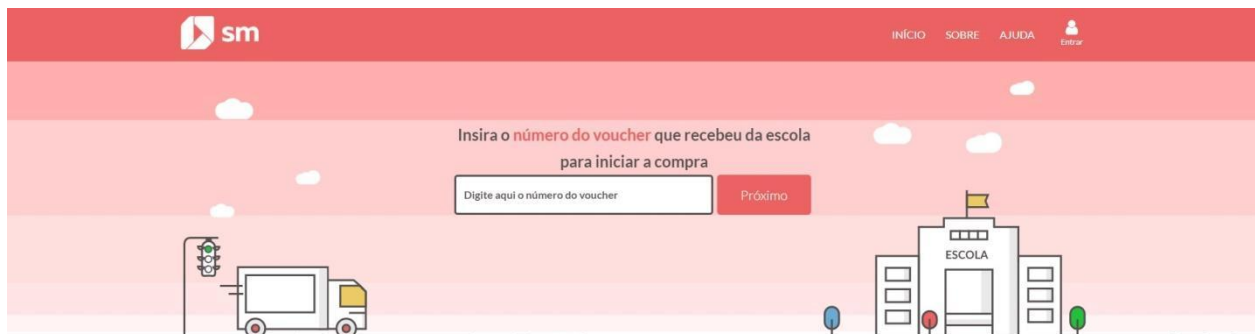 sm
INÍCIO SOBRE AJUDA Entrar
Insira o número do voucher que recebeu da escola
para iniciar a compra
Digite aqui o número do voucher Próximo
ESCOLA